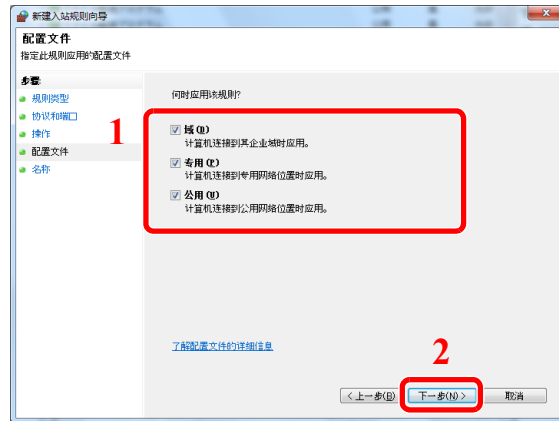 新建入站规则向导
配置文件
指定此规则应用的配置文件
步骤:
规则类型
协议和端口
操作
配置文件
名称
何时应用该规则?
1
域(D)
计算机连接到其企业域时应用。
专用(P)
计算机连接到专用网络位置时应用。
公用(U)
计算机连接到公用网络位置时应用。
了解配置文件的详细信息
2
<上一步(B)
下一步(N)>
取消